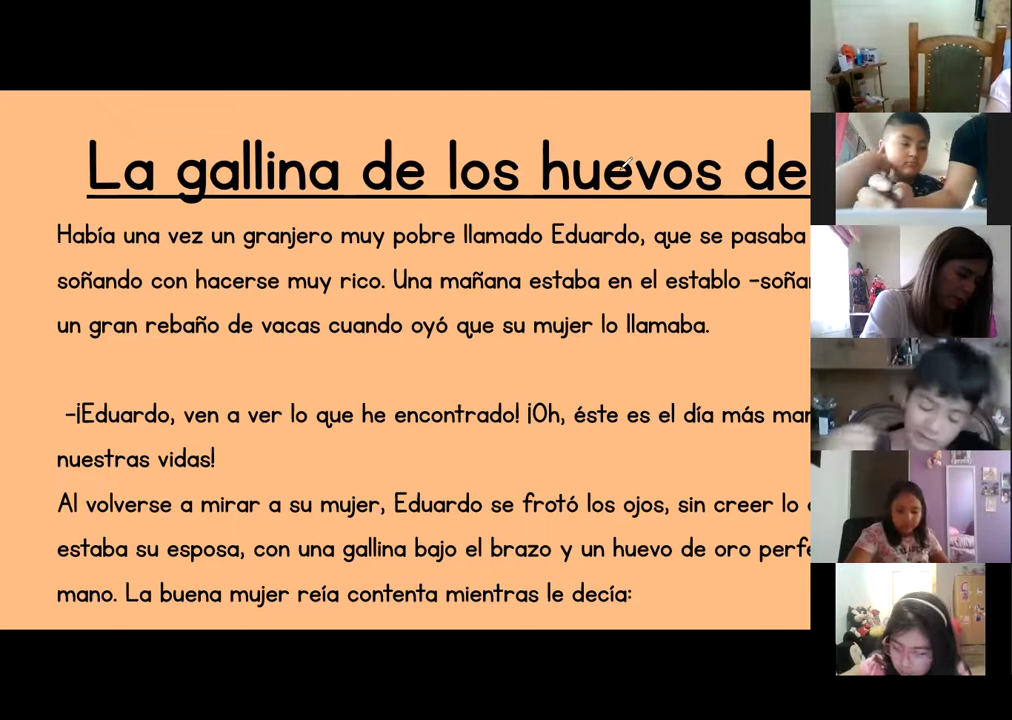 La gallina de los huevos de
Había una vez un granjero muy pobre llamado Eduardo, que se pasaba
soñando con hacerse muy rico. Una mañana estaba en el establo -soñan
un gran rebaño de vacas cuando oyó que su mujer lo llamaba.
-¡Eduardo, ven a ver lo que he encontrado! ¡Oh, éste es el día más mar
nuestras vidas!
Al volverse a mirar a su mujer, Eduardo se frotó los ojos, sin creer lo
estaba su esposa, con una gallina bajo el brazo y un huevo de oro perfe
mano. La buena mujer reía contenta mientras le decía: